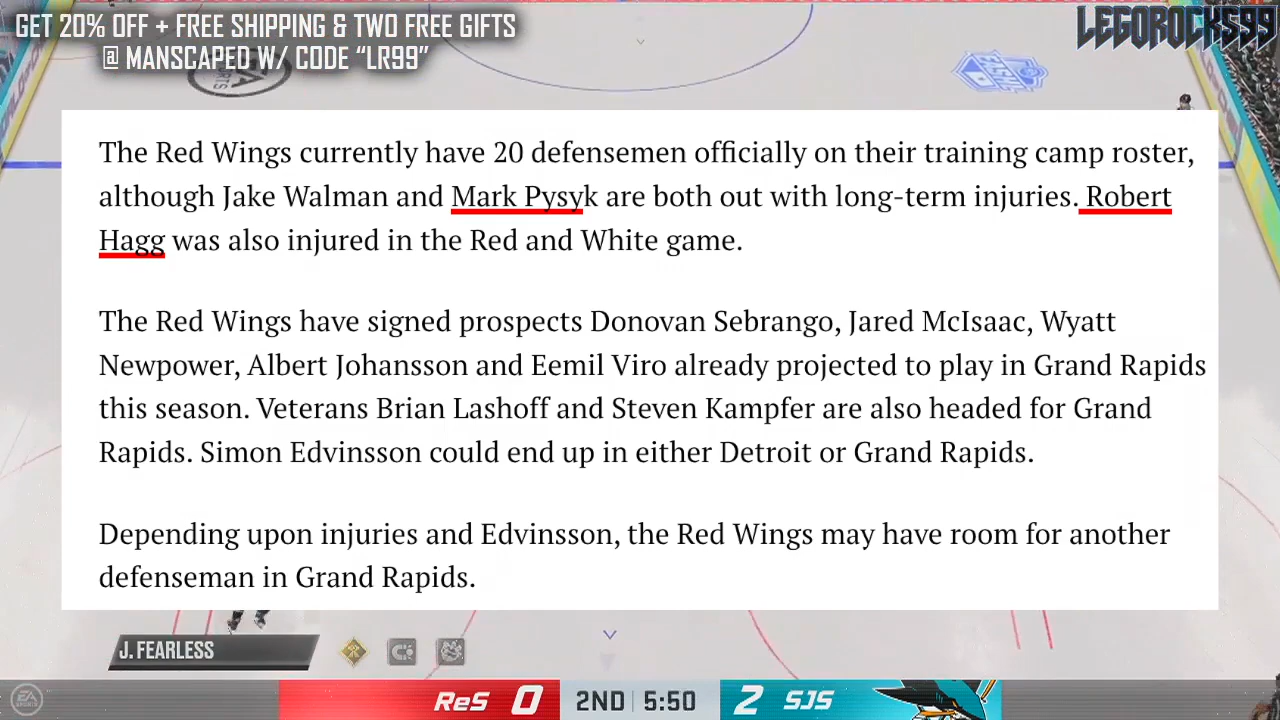 GET 20% OFF + FREE SHIPPING & TWO FREE GIFTS
@ MANSCAPED W/ CODE "LR99"
LEGOROCKS99
The Red Wings currently have 20 defensemen officially on their training camp roster,
although Jake Walman and Mark Pysyk are both out with long-term injuries. Robert
Hagg was also injured in the Red and White game.
The Red Wings have signed prospects Donovan Sebrango, Jared McIsaac, Wyatt
Newpower, Albert Johansson and Eemil Viro already projected to play in Grand Rapids
this season. Veterans Brian Lashoff and Steven Kampfer are also headed for Grand
Rapids. Simon Edvinsson could end up in either Detroit or Grand Rapids.
Depending upon injuries and Edvinsson, the Red Wings may have room for another
defenseman in Grand Rapids.
J. FEARLESS
ReS 0 2ND 5:50 2 SJS